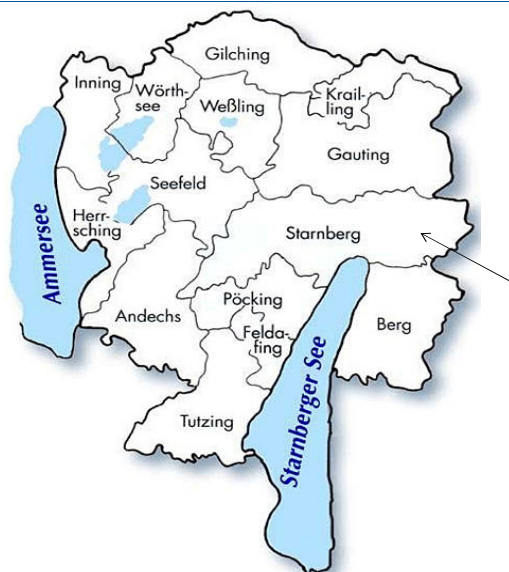 Gilching
Inning
Wörth-
see
Weßling
Krail-
ling
Gauting
Seefeld
Herr-
sching
Starnberg
Ammersee
Andechs
Pöcking
Felda-
fing
Berg
Tutzing
Starnberger See